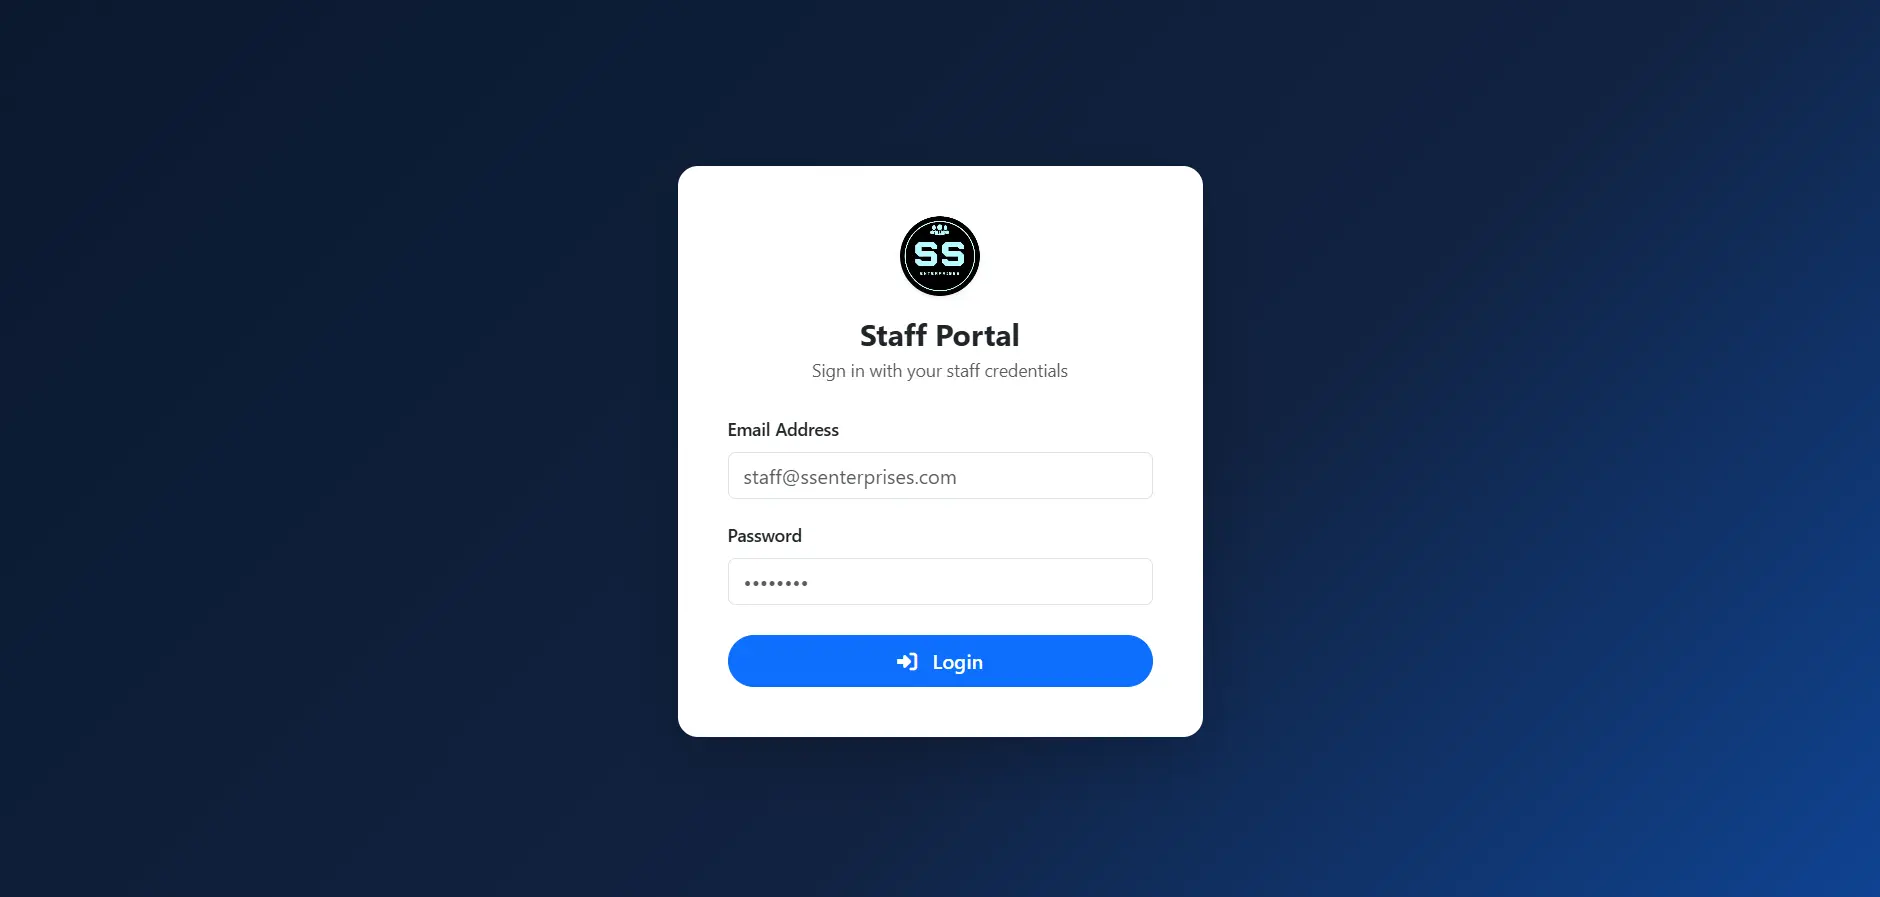 SS
Staff Portal
Sign in with your staff credentials
Email Address
staff@ssenterprises.com
Password
••••••••
Login